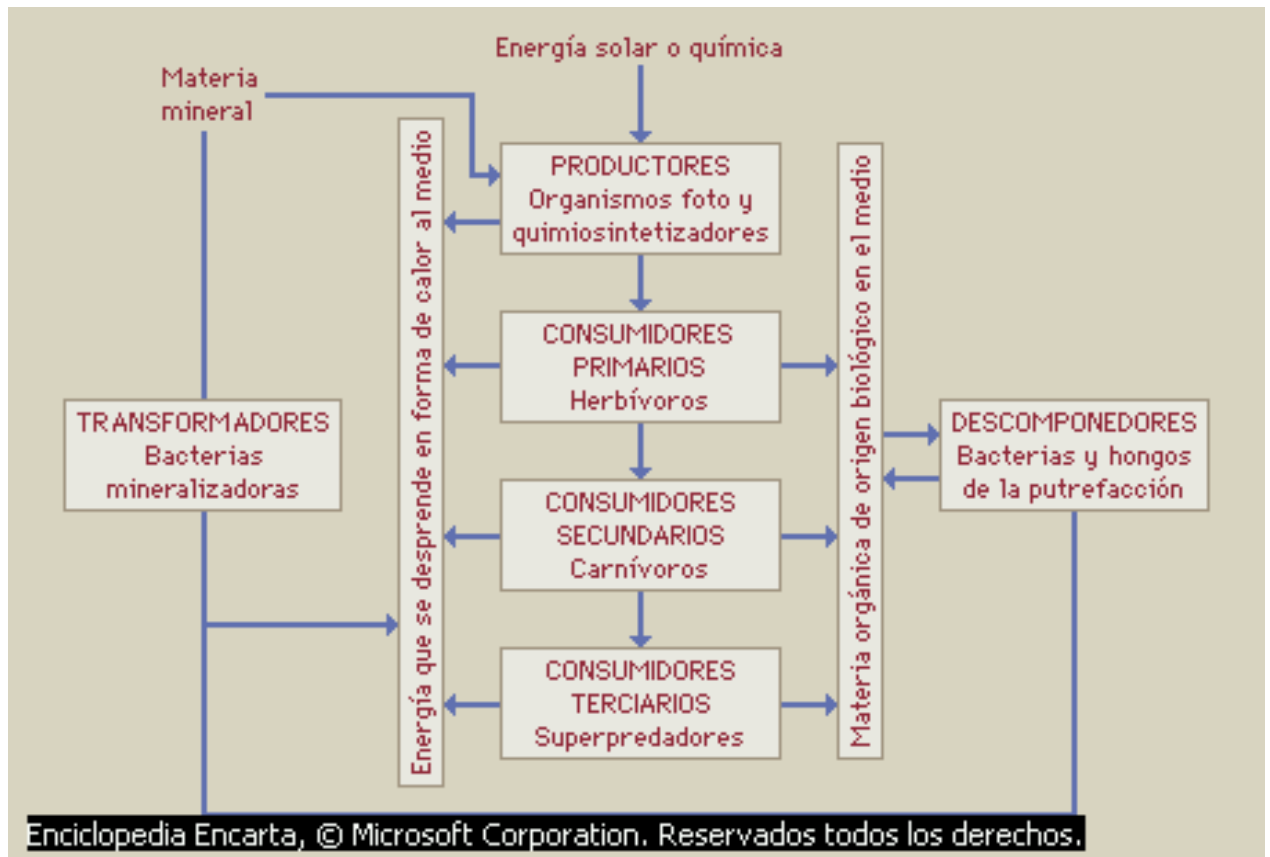 Energía solar o química
Materia
mineral
Energía que se desprende en forma de calor al medio
PRODUCTORES
Organismos foto y
quimiosintetizadores
Materia orgánica de origen biológico en el medio
CONSUMIDORES
PRIMARIOS
Herbívoros
TRANSFORMADORES
Bacterias
mineralizadoras
DESCOMPONEDORES
Bacterias y hongos
de la putrefacción
CONSUMIDORES
SECUNDARIOS
Carnívoros
CONSUMIDORES
TERCIARIOS
Superpredadores
Enciclopedia Encarta, © Microsoft Corporation. Reservados todos los derechos.